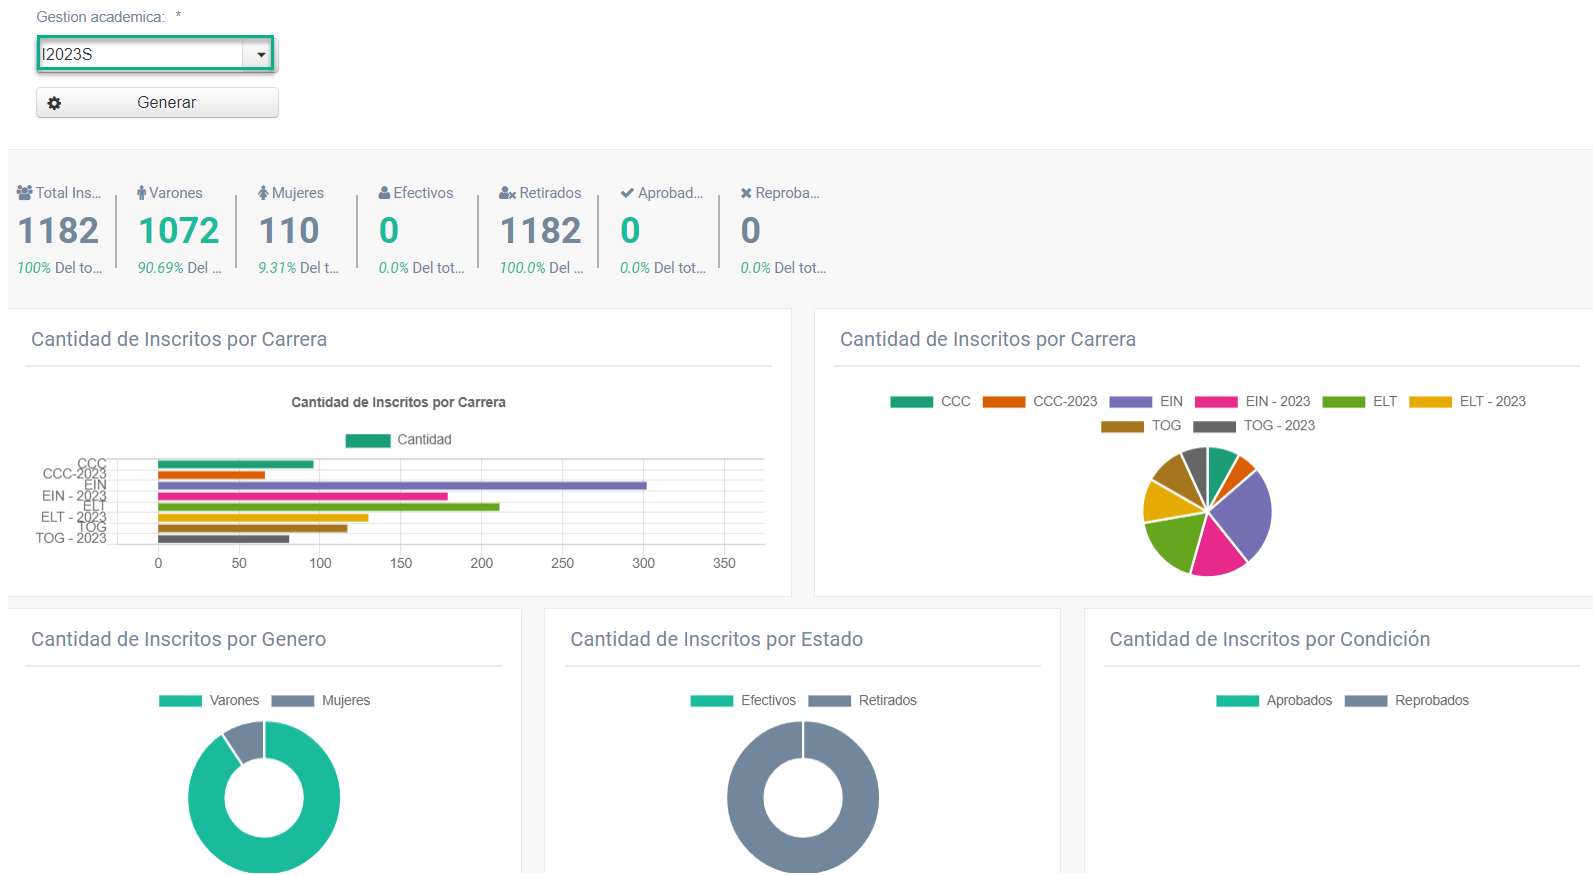 Gestion academica: *
I2023S
Generar
Total Ins... Varones Mujeres Efectivos Retirados Aprobad... Reproba...
1182 1072 110 0 1182 0 0
100% Del to... 90.69% Del ... 9.31% Del t... 0.0% Del tot... 100.0% Del ... 0.0% Del tot... 0.0% Del tot...
Cantidad de Inscritos por Carrera
Cantidad de Inscritos por Carrera
Cantidad
CCC
CCC-2023
EIN
EIN - 2023
ELT
ELT - 2023
TOG
TOG - 2023
0 50 100 150 200 250 300 350
Cantidad de Inscritos por Carrera
CCC CCC-2023 EIN EIN - 2023 ELT ELT - 2023
TOG TOG - 2023
Cantidad de Inscritos por Genero
Varones Mujeres
Cantidad de Inscritos por Estado
Efectivos Retirados
Cantidad de Inscritos por Condición
Aprobados Reprobados